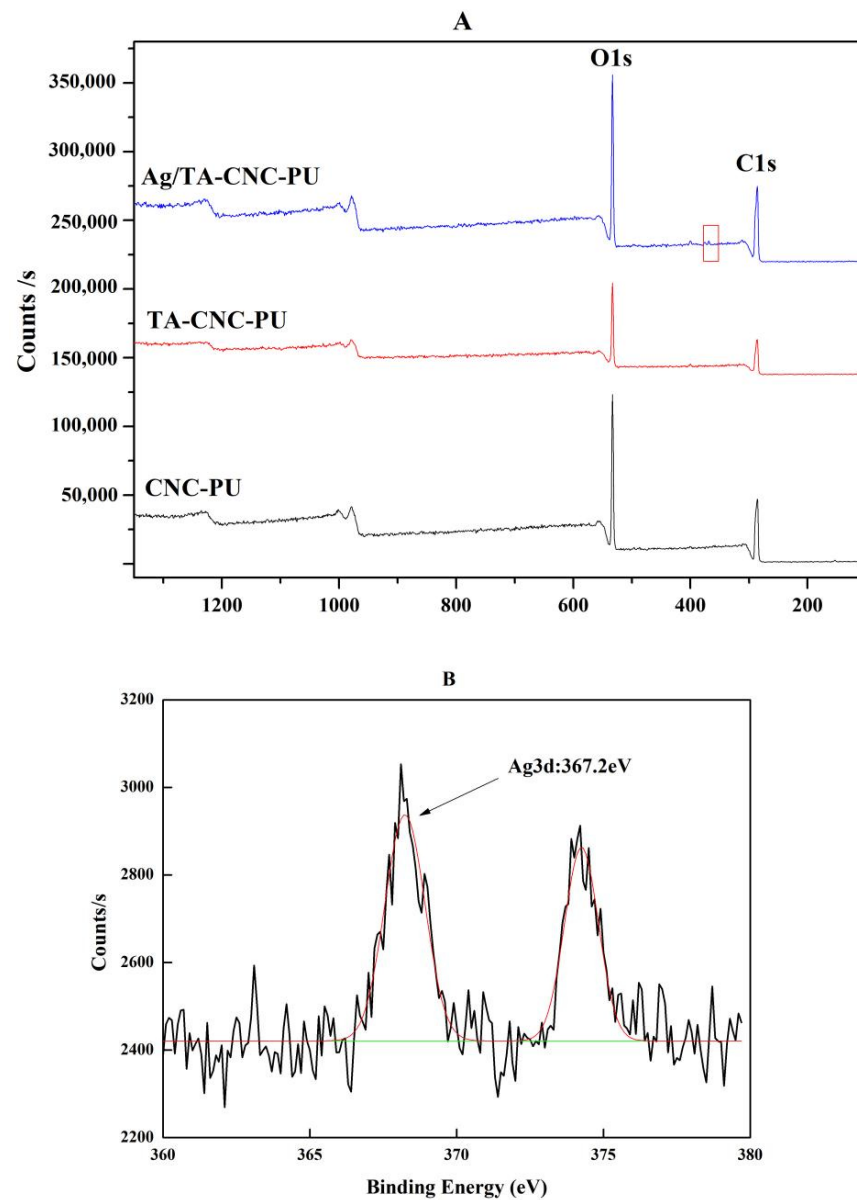 A
O1s
C1s
Ag/TA-CNC-PU
TA-CNC-PU
CNC-PU
Counts /s
350,000
300,000
250,000
200,000
150,000
100,000
50,000
1200 1000 800 600 400 200
B
Ag3d:367.2eV
Counts/s
3200
3000
2800
2600
2400
2200
360 365 370 375 380
Binding Energy (eV)